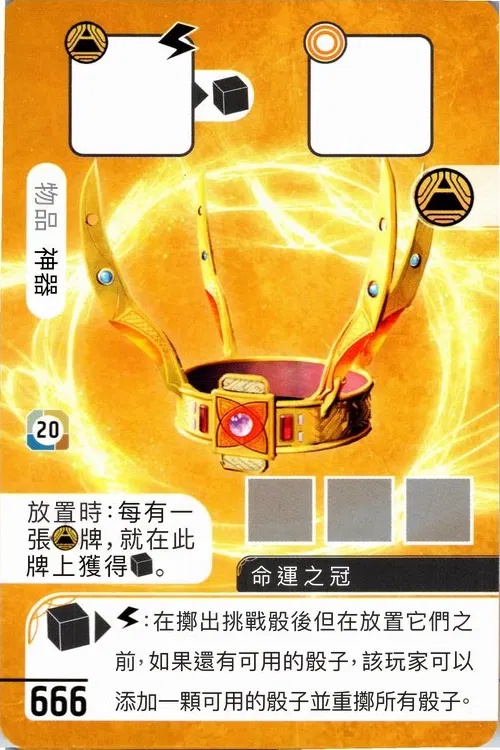 物品 神器
20
放置時：每有一
張牌，就在此
牌上獲得。
命運之冠
：在擲出挑戰骰後但在放置它們之
前，如果還有可用的骰子，該玩家可以
添加一顆可用的骰子並重擲所有骰子。
666